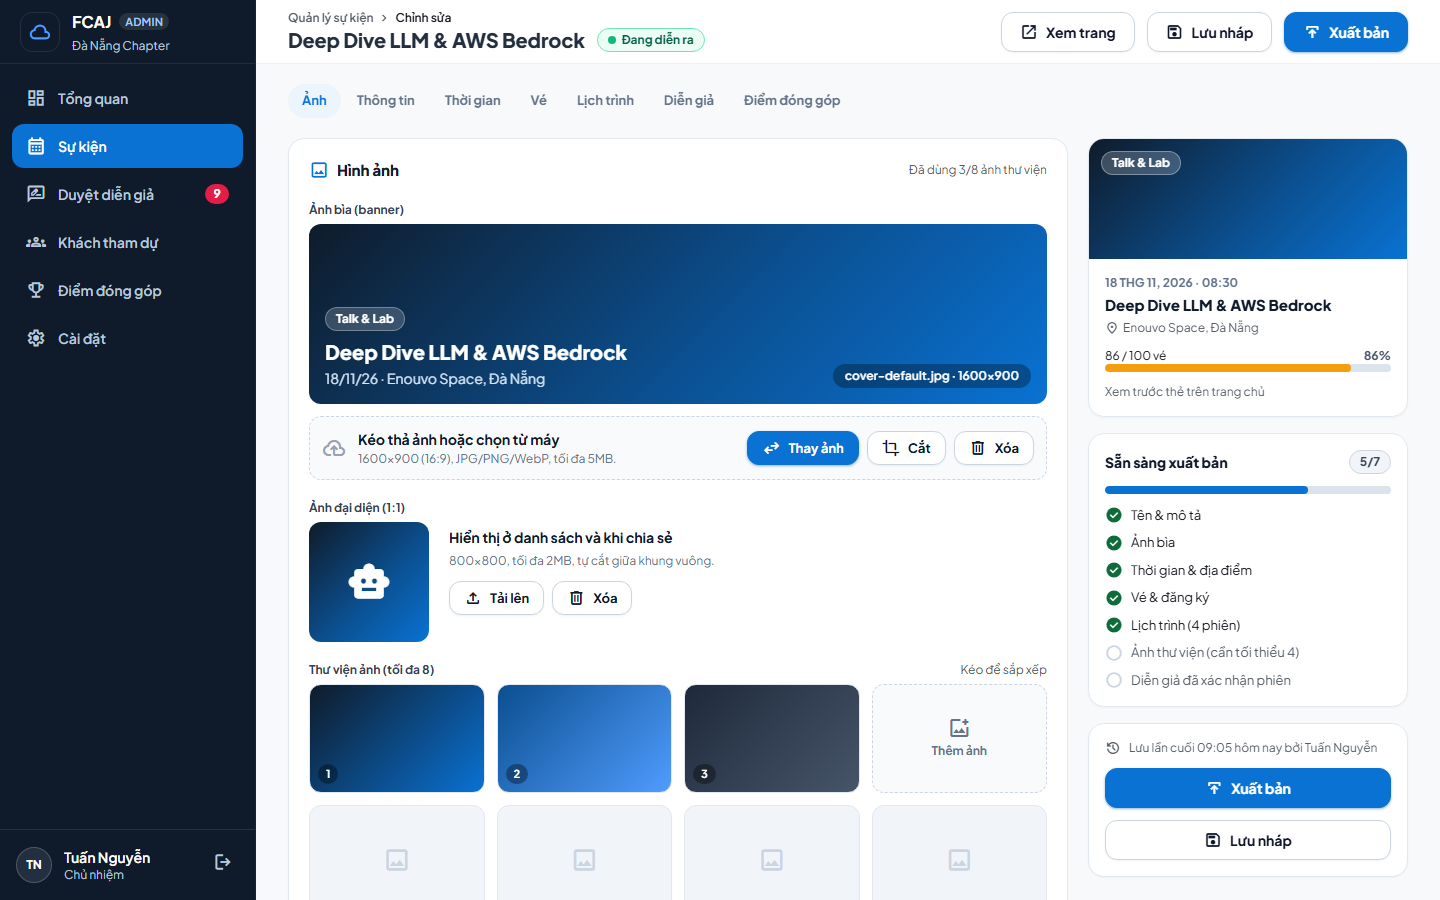 FCAJ ADMIN
Đà Nẵng Chapter
Tổng quan
Sự kiện
Duyệt diễn giả 9
Khách tham dự
Điểm đóng góp
Cài đặt
TN
Tuấn Nguyễn
Chủ nhiệm
Quản lý sự kiện > Chỉnh sửa
Deep Dive LLM & AWS Bedrock
Đang diễn ra
Xem trang
Lưu nháp
Xuất bản
Ảnh
Thông tin
Thời gian
Vé
Lịch trình
Diễn giả
Điểm đóng góp
Hình ảnh
Đã dùng 3/8 ảnh thư viện
Ảnh bìa (banner)
Talk & Lab
Deep Dive LLM & AWS Bedrock
18/11/26 · Enouvo Space, Đà Nẵng
cover-default.jpg · 1600×900
Kéo thả ảnh hoặc chọn từ máy
1600×900 (16:9), JPG/PNG/WebP, tối đa 5MB.
Thay ảnh
Cắt
Xóa
Ảnh đại diện (1:1)
Hiển thị ở danh sách và khi chia sẻ
800×800, tối đa 2MB, tự cắt giữa khung vuông.
Tải lên
Xóa
Thư viện ảnh (tối đa 8)
Kéo để sắp xếp
1
2
3
Thêm ảnh
Talk & Lab
18 THG 11, 2026 · 08:30
Deep Dive LLM & AWS Bedrock
Enouvo Space, Đà Nẵng
86 / 100 vé 86%
Xem trước thẻ trên trang chủ
Sẵn sàng xuất bản 5/7
Tên & mô tả
Ảnh bìa
Thời gian & địa điểm
Vé & đăng ký
Lịch trình (4 phiên)
Ảnh thư viện (cần tối thiểu 4)
Diễn giả đã xác nhận phiên
Lưu lần cuối 09:05 hôm nay bởi Tuấn Nguyễn
Xuất bản
Lưu nháp